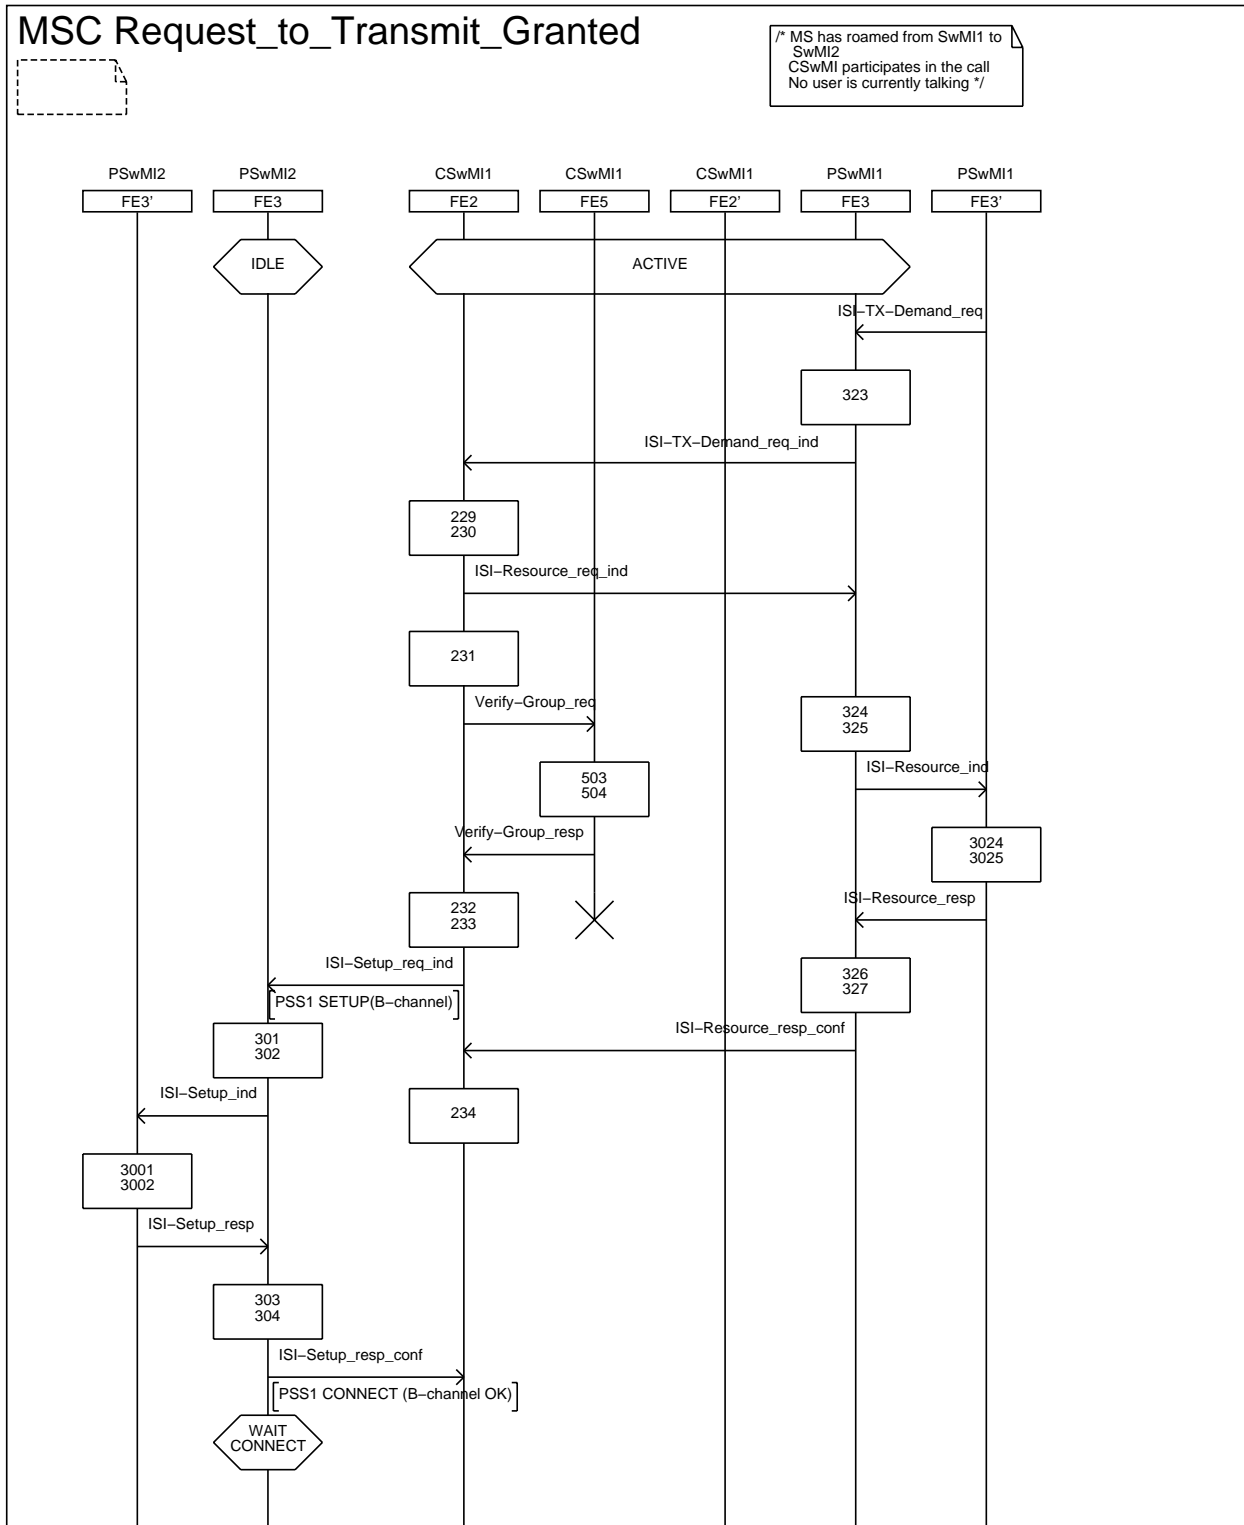 MSC Request_to_Transmit_Granted
/* MS has roamed from SwMI1 to
SwMI2
CSwMI participates in the call
No user is currently talking */
PSwMI2 PSwMI2 CSwMI1 CSwMI1 CSwMI1 PSwMI1 PSwMI1
FE3' FE3 FE2 FE5 FE2' FE3 FE3'
IDLE ACTIVE
ISI−TX−Demand_req
323
ISI−TX−Demand_req_ind
229
230
ISI−Resource_req_ind
231
Verify−Group_req
324
325
ISI−Resource_ind
503
504
Verify−Group_resp
3024
3025
ISI−Resource_resp
232
233
ISI−Setup_req_ind
326
327
PSS1 SETUP(B−channel)
ISI−Resource_resp_conf
301
302
ISI−Setup_ind
234
3001
3002
ISI−Setup_resp
303
304
ISI−Setup_resp_conf
PSS1 CONNECT (B−channel OK)
WAIT
CONNECT